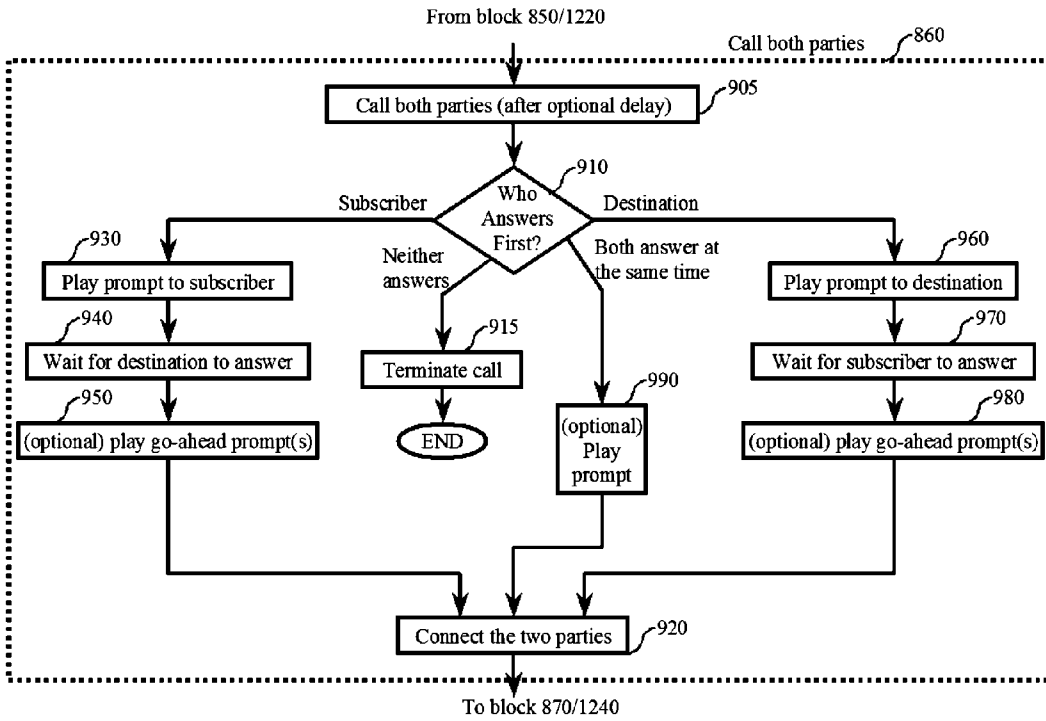 From block 850/1220
Call both parties
860
Call both parties (after optional delay)
905
910
Who
Answers
First?
Subscriber
Destination
Neither
answers
Both answer at
the same time
930
Play prompt to subscriber
960
Play prompt to destination
940
Wait for destination to answer
915
Terminate call
970
Wait for subscriber to answer
950
(optional) play go-ahead prompt(s)
END
990
(optional)
Play
prompt
980
(optional) play go-ahead prompt(s)
Connect the two parties
920
To block 870/1240